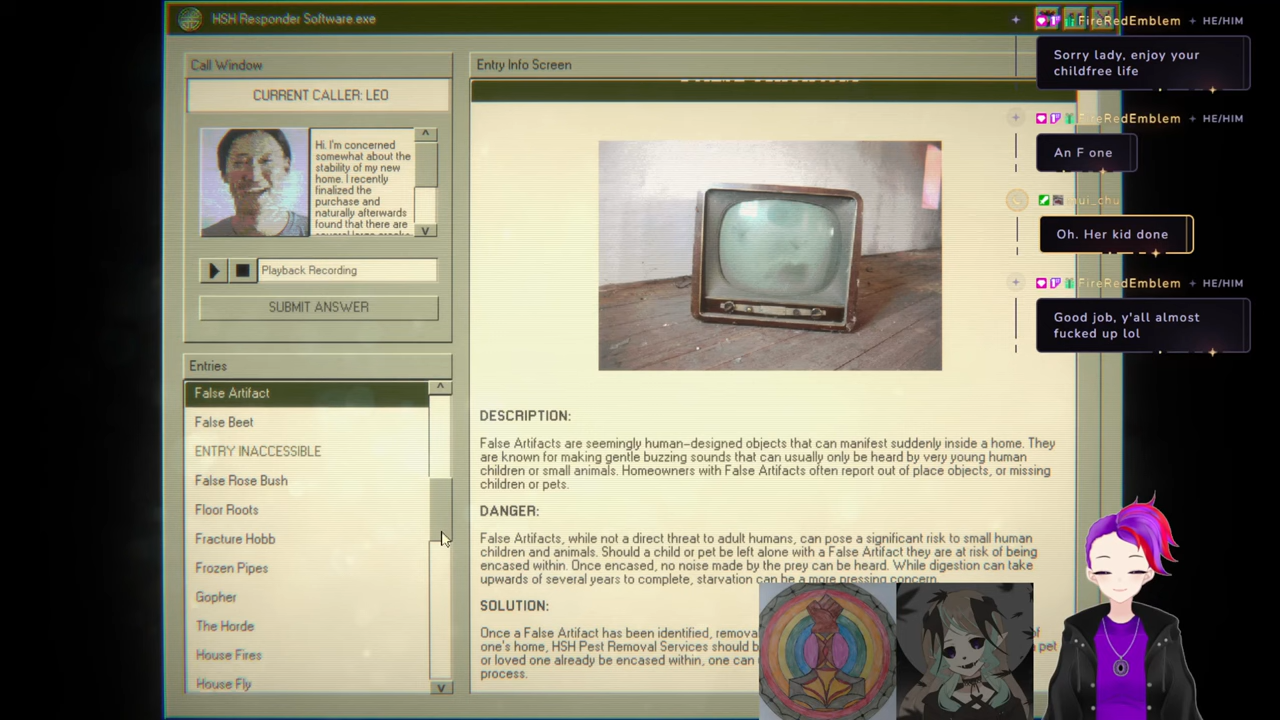 HSH Responder Software.exe
Call Window
CURRENT CALLER: LEO
Hi. I'm concerned
somewhat about the
stability of my new
home. I recently
finalized the
purchase and
naturally afterwards
found that there are
Playback Recording
SUBMIT ANSWER
Entries
False Artifact
False Beet
ENTRY INACCESSIBLE
False Rose Bush
Floor Roots
Fracture Hobb
Frozen Pipes
Gopher
The Horde
House Fires
House Fly
Entry Info Screen
DESCRIPTION:
False Artifacts are seemingly human-designed objects that can manifest suddenly inside a home. They
are known for making gentle buzzing sounds that can usually only be heard by very young human
children or small animals. Homeowners with False Artifacts often report out of place objects, or missing
children or pets.
DANGER:
False Artifacts, while not a direct threat to adult humans, can pose a significant risk to small human
children and animals. Should a child or pet be left alone with a False Artifact they are at risk of being
encased within. Once encased, no noise made by the prey can be heard. While digestion can take
upwards of several years to complete, starvation can be a more pressing concern.
SOLUTION:
Once a False Artifact has been identified, remova of
one's home, HSH Pest Removal Services should b pet
or loved one already be encased within, one can
process.
FireRedEmblem + HE/HIM
Sorry lady, enjoy your
childfree life
FireRedEmblem + HE/HIM
An F one
Oh. Her kid done
FireRedEmblem + HE/HIM
Good job, y'all almost
fucked up lol